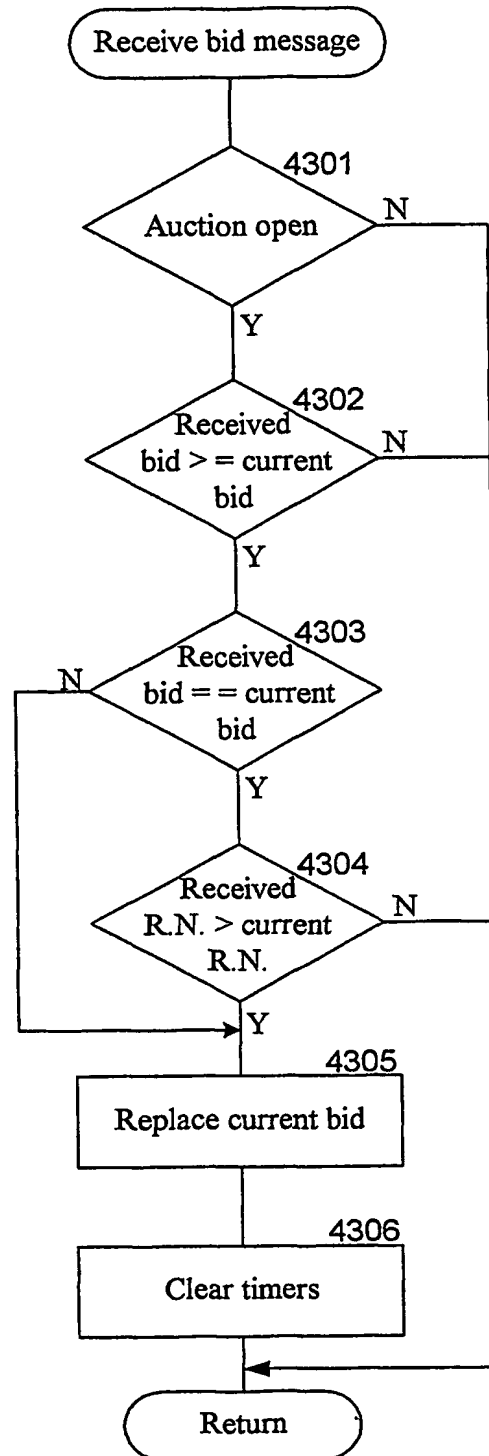 Receive bid message
4301
Auction open
N
Y
4302
Received
bid > = current
bid
N
Y
4303
Received
bid = = current
bid
N
Y
4304
Received
R.N. > current
R.N.
N
Y
4305
Replace current bid
4306
Clear timers
Return